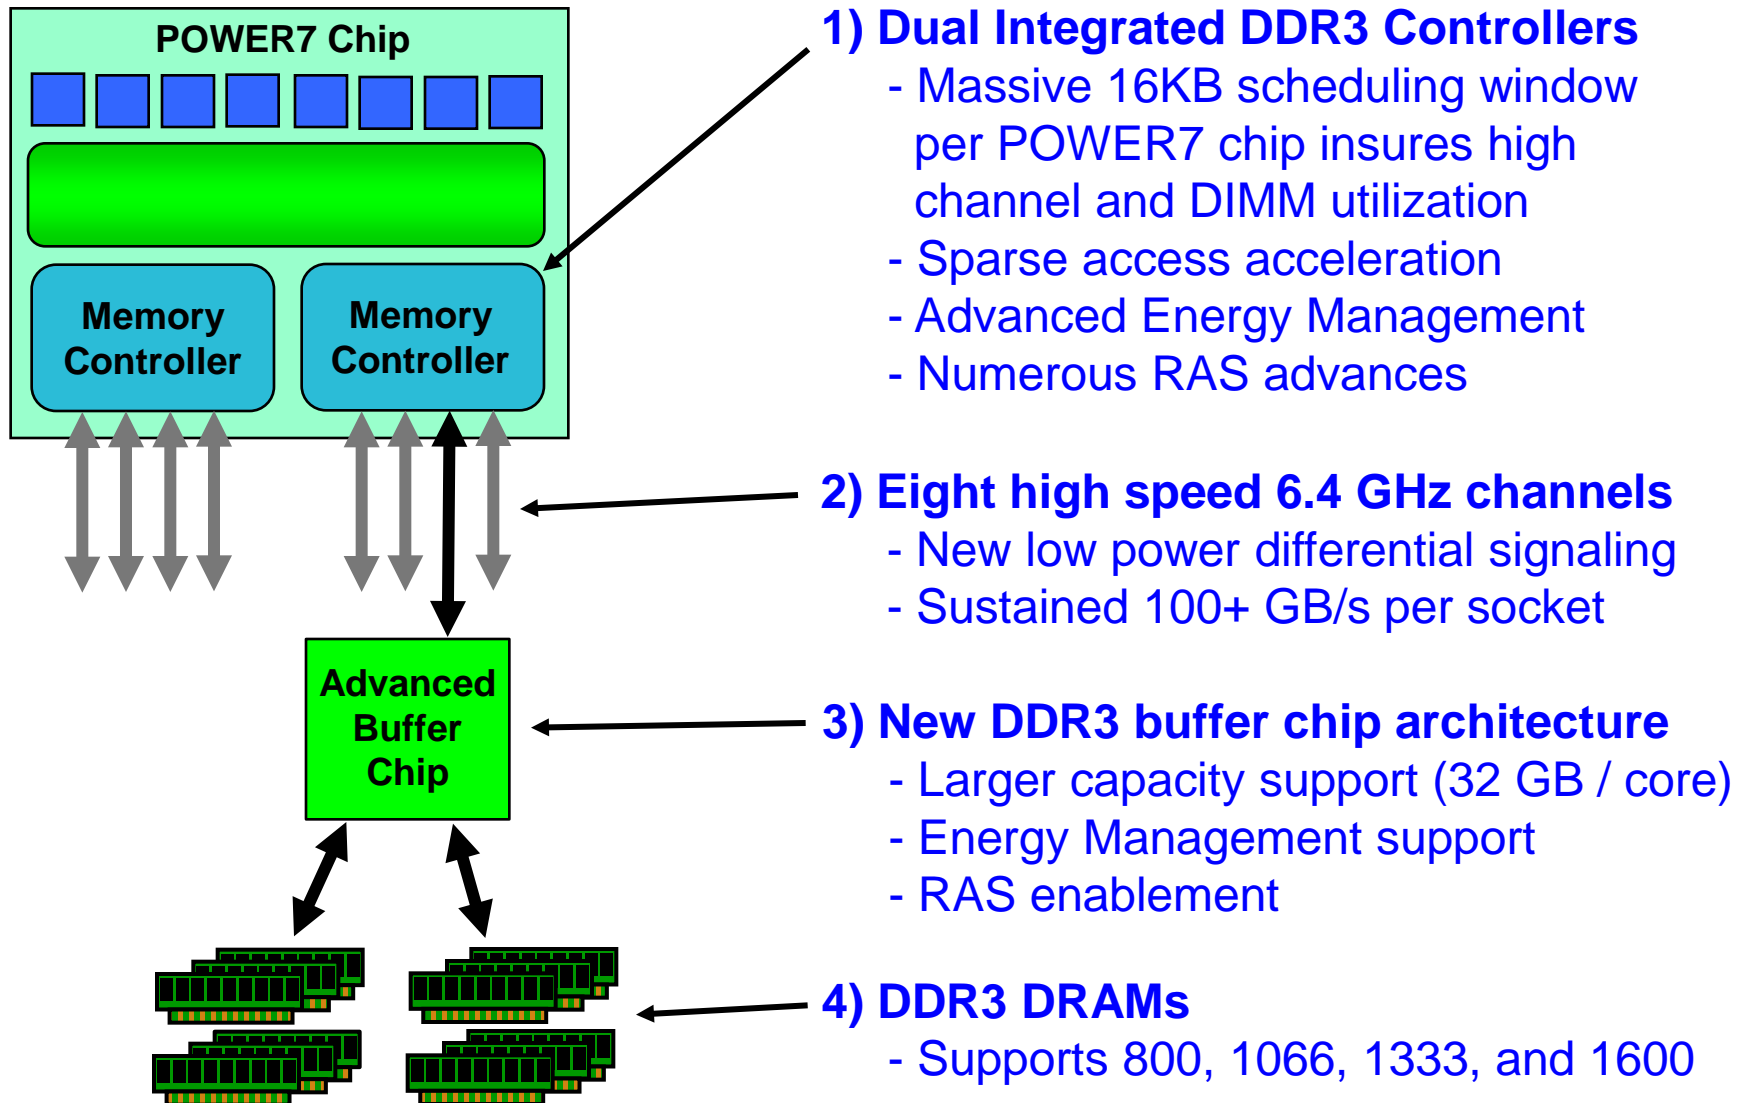 POWER7 Chip
Memory
Controller
Memory
Controller
Advanced
Buffer
Chip
1) Dual Integrated DDR3 Controllers
- Massive 16KB scheduling window
per POWER7 chip insures high
channel and DIMM utilization
- Sparse access acceleration
- Advanced Energy Management
- Numerous RAS advances
2) Eight high speed 6.4 GHz channels
- New low power differential signaling
- Sustained 100+ GB/s per socket
3) New DDR3 buffer chip architecture
- Larger capacity support (32 GB / core)
- Energy Management support
- RAS enablement
4) DDR3 DRAMs
- Supports 800, 1066, 1333, and 1600